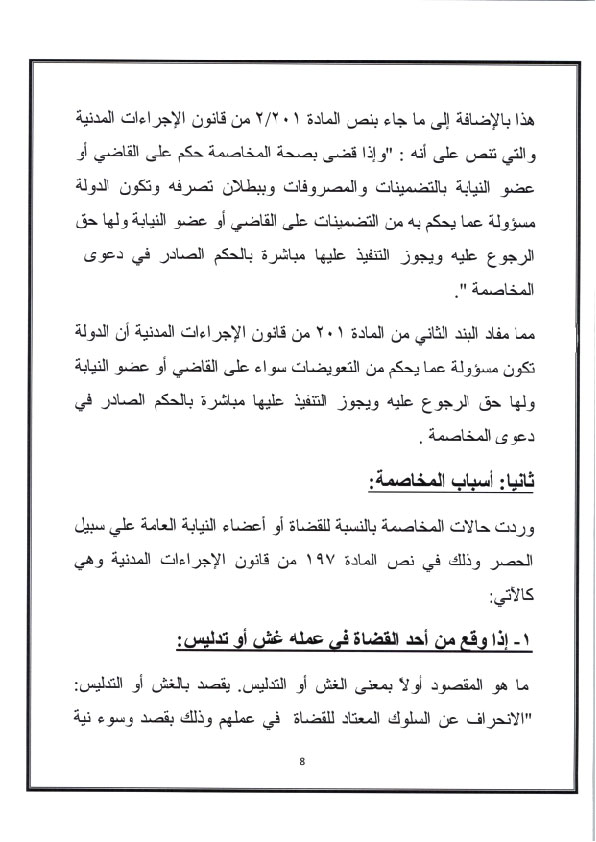 هذا بالإضافة إلى ما جاء بنص المادة ٢/٢٠١ من قانون الإجراءات المدنية
والتي تنص على أنه : "وإذا قضى بصحة المخاصمة حكم على القاضي أو
عضو النيابة بالتضمينات والمصروفات وببطلان تصرفه وتكون الدولة
مسؤولة عما يحكم به من التضمينات على القاضي أو عضو النيابة ولها حق
الرجوع عليه ويجوز التنفيذ عليها مباشرة بالحكم الصادر في دعوى
المخاصمة ".
مما مفاد البند الثاني من المادة ٢٠١ من قانون الإجراءات المدنية أن الدولة
تكون مسؤولة عما يحكم من التعويضات سواء على القاضي أو عضو النيابة
ولها حق الرجوع عليه ويجوز التنفيذ عليها مباشرة بالحكم الصادر في
دعوى المخاصمة .
ثانيا: أسباب المخاصمة:
وردت حالات المخاصمة بالنسبة للقضاة أو أعضاء النيابة العامة علي سبيل
الحصر وذلك في نص المادة ١٩٧ من قانون الإجراءات المدنية وهي
كالآتي:
١- إذا وقع من أحد القضاة في عمله غش أو تدليس:
ما هو المقصود أولاً بمعنى الغش أو التدليس. يقصد بالغش أو التدليس:
"الانحراف عن السلوك المعتاد للقضاة في عملهم وذلك بقصد وسوء نية
8